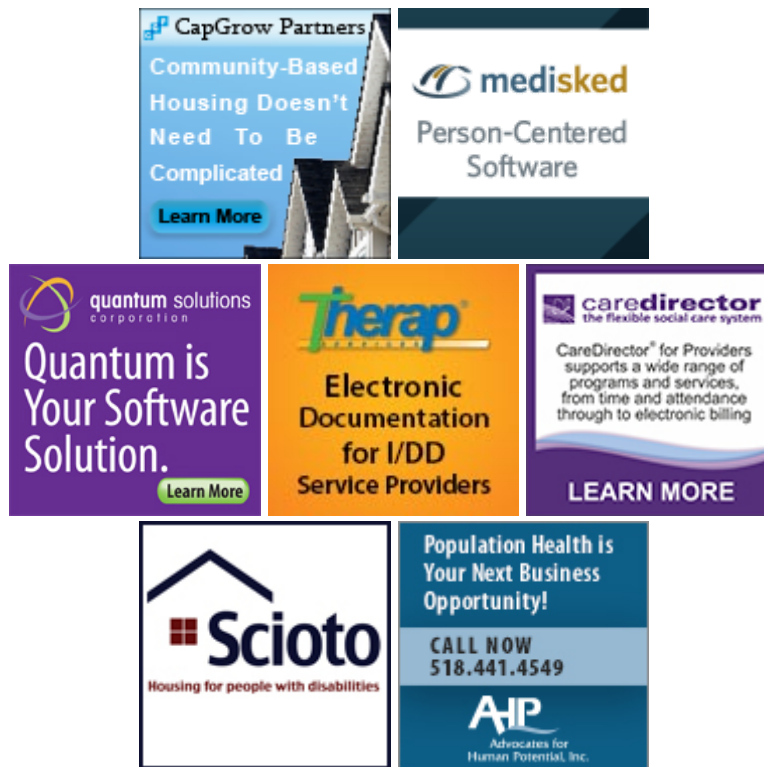 CapGrow Partners
Community-Based
Housing Doesn't
Need To Be
Complicated
Learn More
medisked
Person-Centered
Software
quantum solutions
corporation
Quantum is
Your Software
Solution.
Learn More
Therap®
SERVICES
Electronic
Documentation
for I/DD
Service Providers
caredirector
the flexible social care system
CareDirector® for Providers
supports a wide range of
programs and services,
from time and attendance
through to electronic billing
LEARN MORE
Scioto
Housing for people with disabilities
Population Health is
Your Next Business
Opportunity!
CALL NOW
518.441.4549
AHP
Advocates for
Human Potential, Inc.